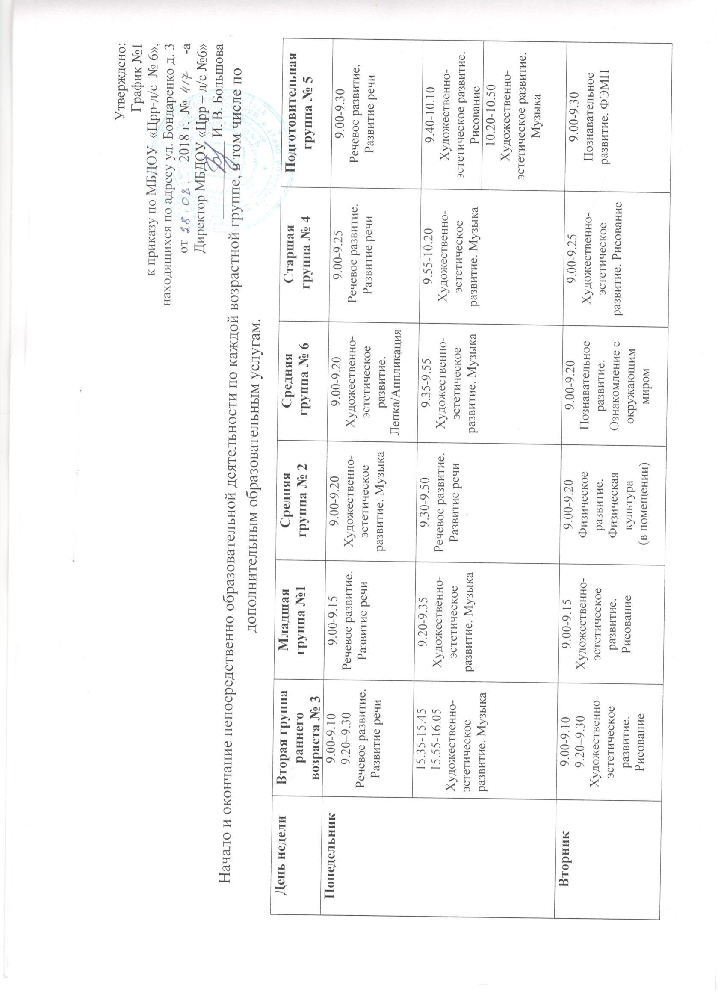 Утверждено:
График №1
к приказу по МБДОУ «Црр-д/с № 6»,
находящихся по адресу ул. Бондаренко д. 3
от 28.08. 2018 г. № 417 -а
Директор МБДОУ «Црр – д/с №6»
И. В. Большова
Начало и окончание непосредственно образовательной деятельности по каждой возрастной группе, в том числе по
дополнительным образовательным услугам.
День недели
Вторая группа
раннего
возраста № 3
Младшая
группа №1
Средняя
группа № 2
Средняя
группа № 6
Старшая
группа № 4
Подготовительная
группа № 5
Понедельник
9.00-9.10
9.20–9.30
Речевое развитие.
Развитие речи
9.00-9.15
Речевое развитие.
Развитие речи
9.00-9.20
Художественно-
эстетическое
развитие. Музыка
9.00-9.20
Художественно-
эстетическое
развитие.
Лепка/Аппликация
9.00-9.25
Речевое развитие.
Развитие речи
9.00-9.30
Речевое развитие.
Развитие речи
15.35-15.45
15.55-16.05
Художественно-
эстетическое
развитие. Музыка
9.20-9.35
Художественно-
эстетическое
развитие. Музыка
9.30-9.50
Речевое развитие.
Развитие речи
9.35-9.55
Художественно-
эстетическое
развитие. Музыка
9.55-10.20
Художественно-
эстетическое
развитие. Музыка
9.40-10.10
Художественно-
эстетическое развитие.
Рисование
10.20-10.50
Художественно-
эстетическое развитие.
Музыка
Вторник
9.00-9.10
9.20–9.30
Художественно-
эстетическое
развитие.
Рисование
9.00-9.15
Художественно-
эстетическое
развитие.
Рисование
9.00-9.20
Физическое
развитие.
Физическая
культура
(в помещении)
9.00-9.20
Познавательное
развитие.
Ознакомление с
окружающим
миром
9.00-9.25
Художественно-
эстетическое
развитие. Рисование
9.00-9.30
Познавательное
развитие. ФЭМП